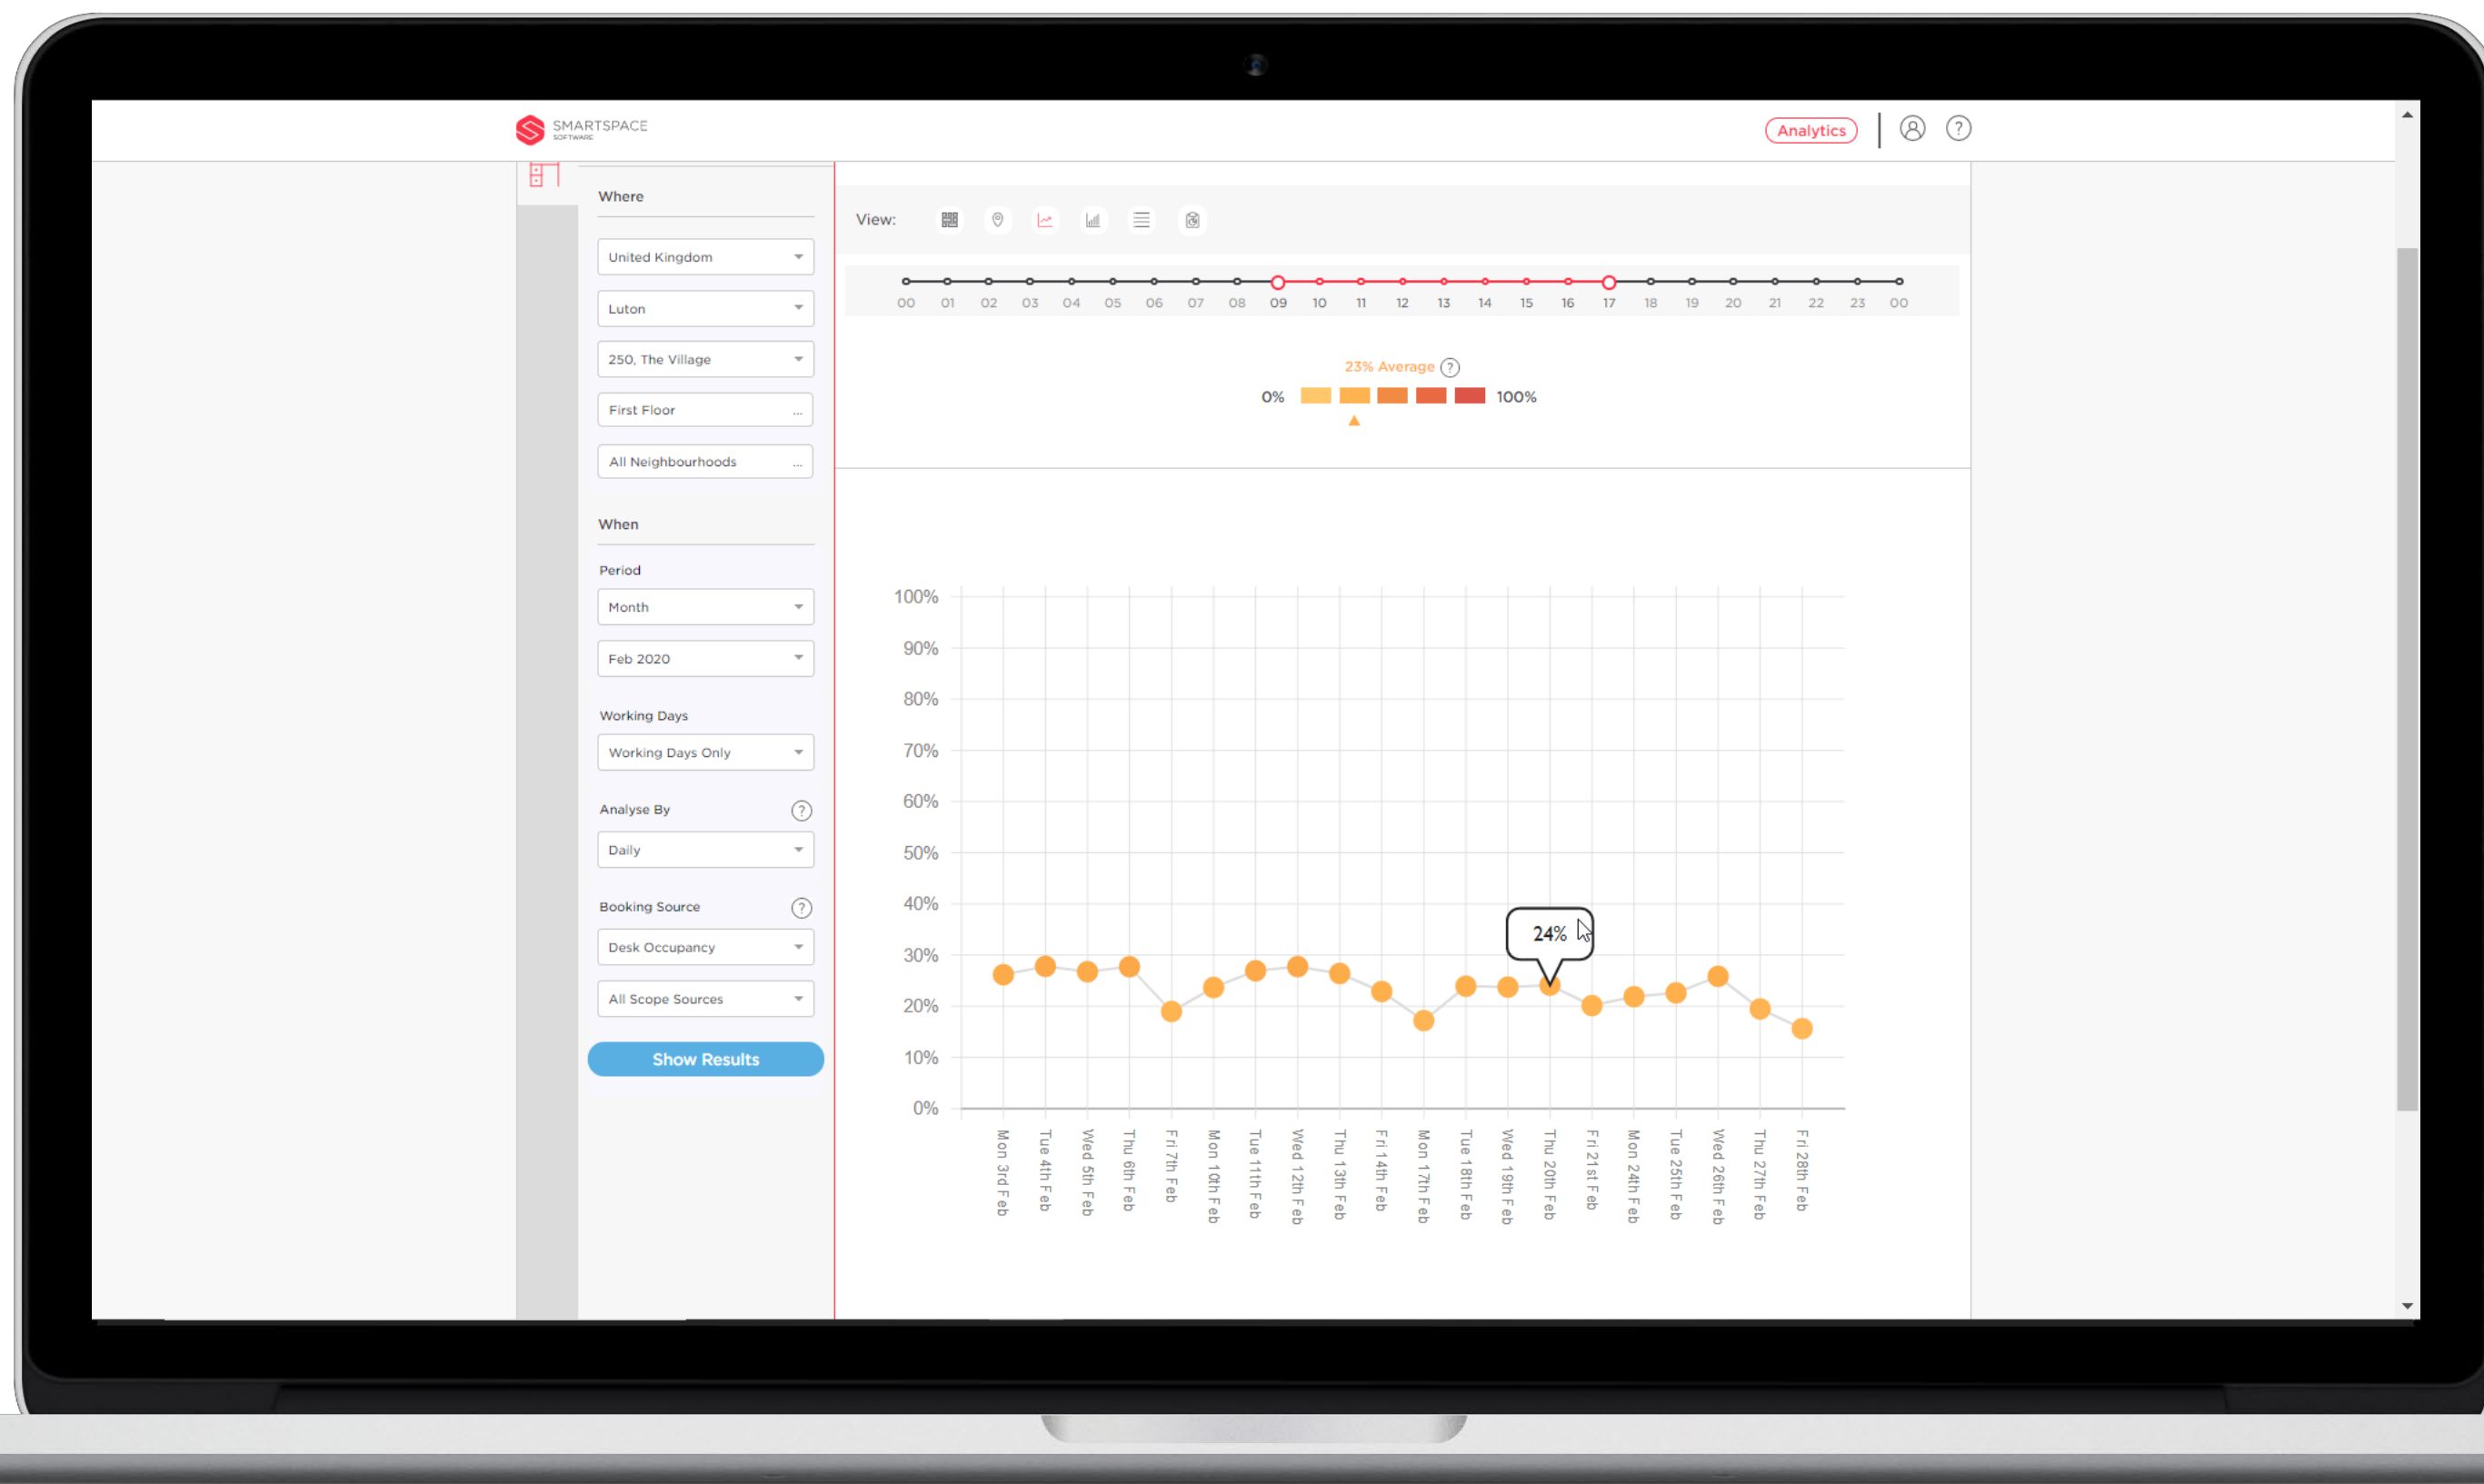 SMARTSPACE
SOFTWARE
Analytics
?
Where
United Kingdom
Luton
250, The Village
First Floor ...
All Neighbourhoods ...
When
Period
Month
Feb 2020
Working Days
Working Days Only
Analyse By ?
Daily
Booking Source ?
Desk Occupancy
All Scope Sources
Show Results
View:
00 01 02 03 04 05 06 07 08 09 10 11 12 13 14 15 16 17 18 19 20 21 22 23 00
23% Average ?
0% 100%
100%
90%
80%
70%
60%
50%
40%
30%
20%
10%
0%
24%
Mon 3rd Feb
Tue 4th Feb
Wed 5th Feb
Thu 6th Feb
Fri 7th Feb
Mon 10th Feb
Tue 11th Feb
Wed 12th Feb
Thu 13th Feb
Fri 14th Feb
Mon 17th Feb
Tue 18th Feb
Wed 19th Feb
Thu 20th Feb
Fri 21st Feb
Mon 24th Feb
Tue 25th Feb
Wed 26th Feb
Thu 27th Feb
Fri 28th Feb